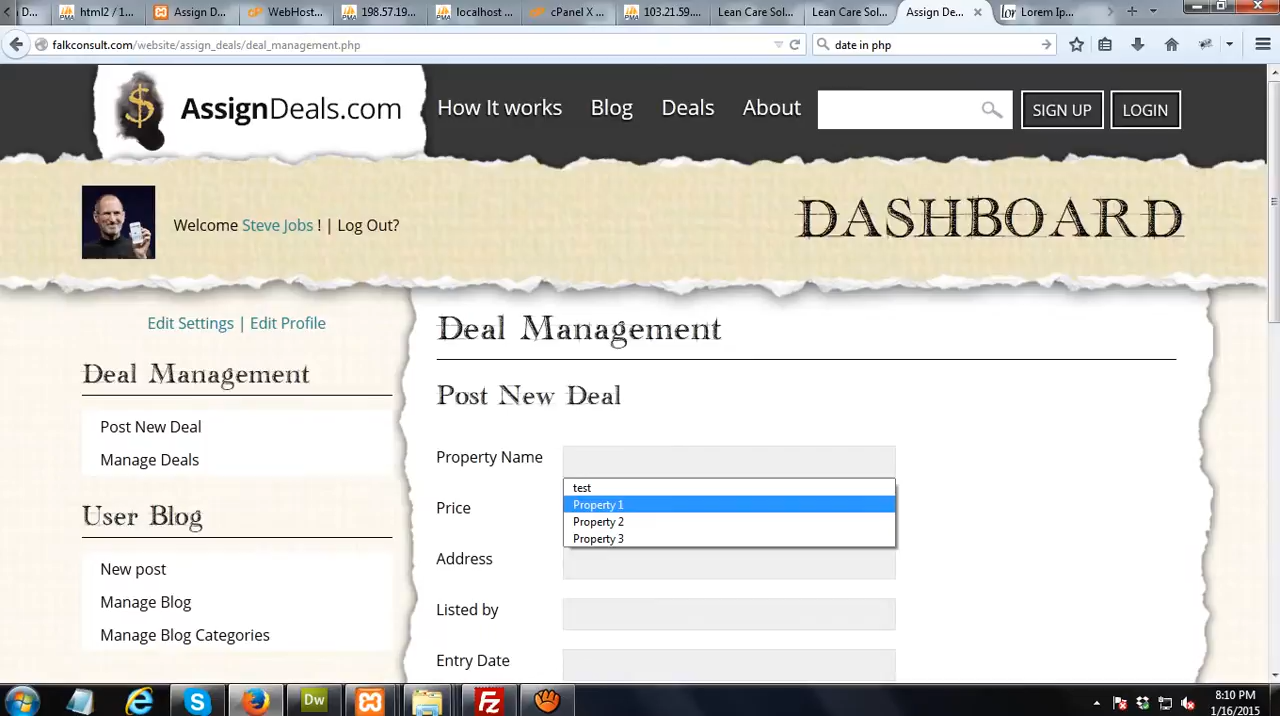 D...
html2 / 1...
Assign D...
WebHost...
198.57.19...
localhost ...
cPanel X ...
103.21.59....
Lean Care Sol...
Lean Care Sol...
Assign De...
Lorem Ip...
falkconsult.com/website/assign_deals/deal_management.php
date in php
$ AssignDeals.com
How It works
Blog
Deals
About
SIGN UP
LOGIN
Welcome Steve Jobs ! | Log Out?
DASHBOARD
Edit Settings | Edit Profile
Deal Management
Post New Deal
Manage Deals
User Blog
New post
Manage Blog
Manage Blog Categories
Deal Management
Post New Deal
Property Name
test
Property 1
Property 2
Property 3
Price
Address
Listed by
Entry Date
Dw
Fz
8:10 PM
1/16/2015